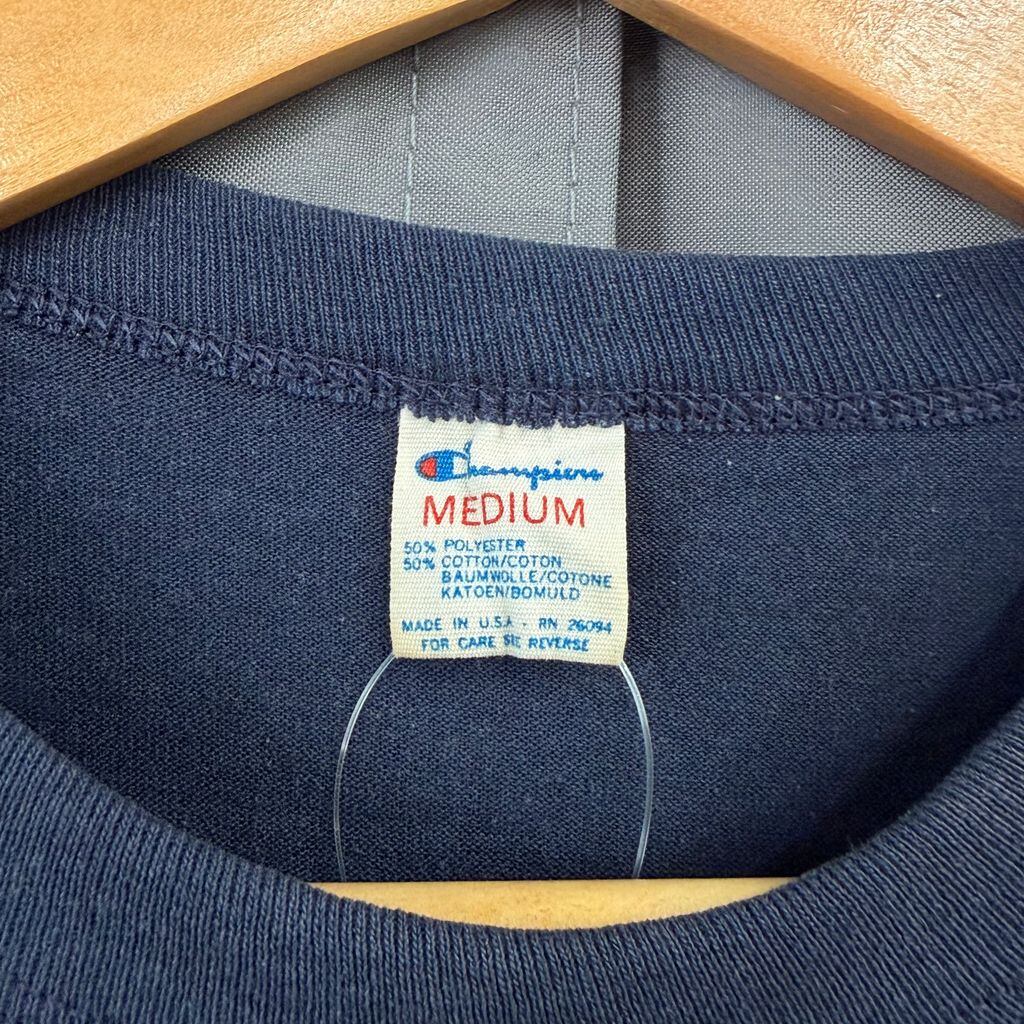 Champion
MEDIUM
50% POLYESTER
50% COTTON/COTON
BAUMWOLLE/COTONE
KATOEN/BOMULD
MADE IN U.S.A - RN 26094
FOR CARE SEE REVERSE